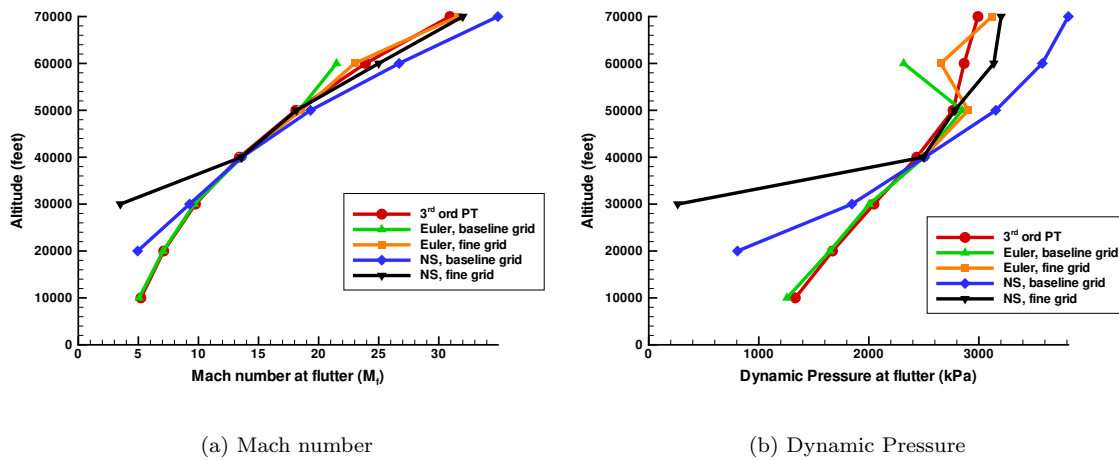 70000
60000
50000
40000
30000
20000
10000
0
Altitude (feet)
0 5 10 15 20 25 30
Mach number at flutter (Mf)
3rd ord PT
Euler, baseline grid
Euler, fine grid
NS, baseline grid
NS, fine grid
(a) Mach number
70000
60000
50000
40000
30000
20000
10000
0
Altitude (feet)
0 1000 2000 3000
Dynamic Pressure at flutter (kPa)
3rd ord PT
Euler, baseline grid
Euler, fine grid
NS, baseline grid
NS, fine grid
(b) Dynamic Pressure